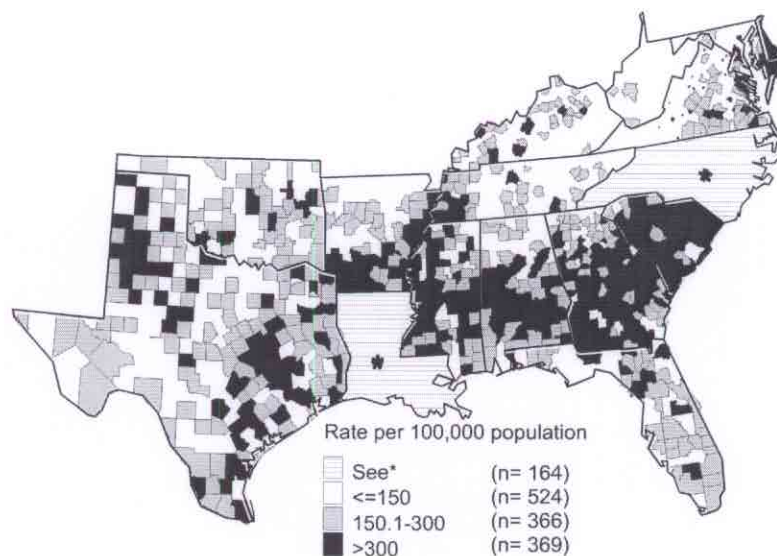 Rate per 100,000 population
See* (n= 164)
<=150 (n= 524)
150.1-300 (n= 366)
>300 (n= 369)